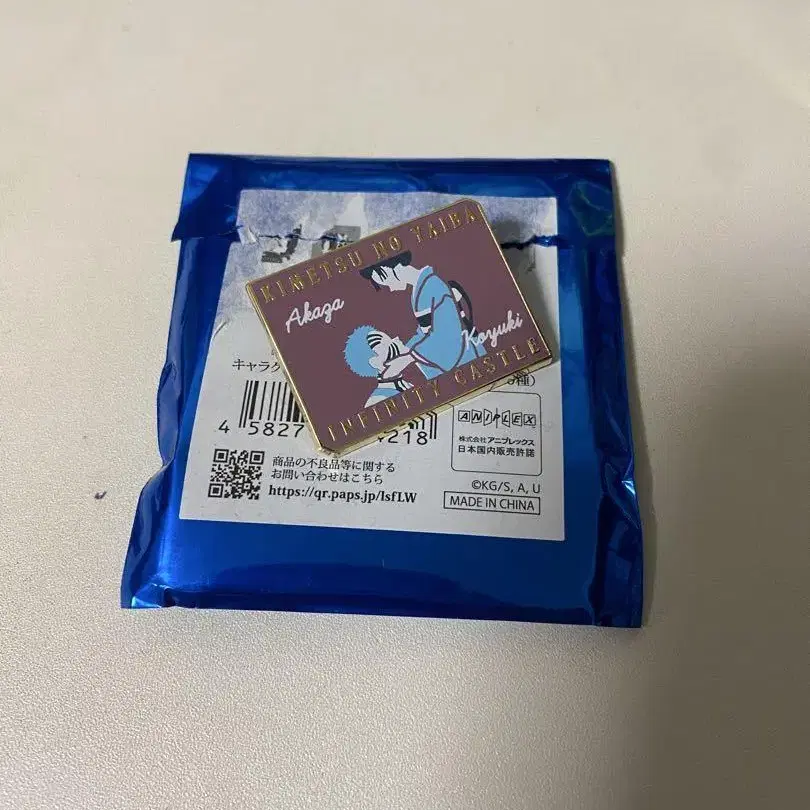 KIMETSU NO YAIBA
Akaza
Koyuki
INFINITY CASTLE
キャラク
種）
4 5827
4218
ANIPLEX
株式会社アニプレックス
日本国内販売許諾
商品の不良品等に関する
お問い合わせはこちら
https://qr.paps.jp/lsfLW
©KG/S, A, U
MADE IN CHINA